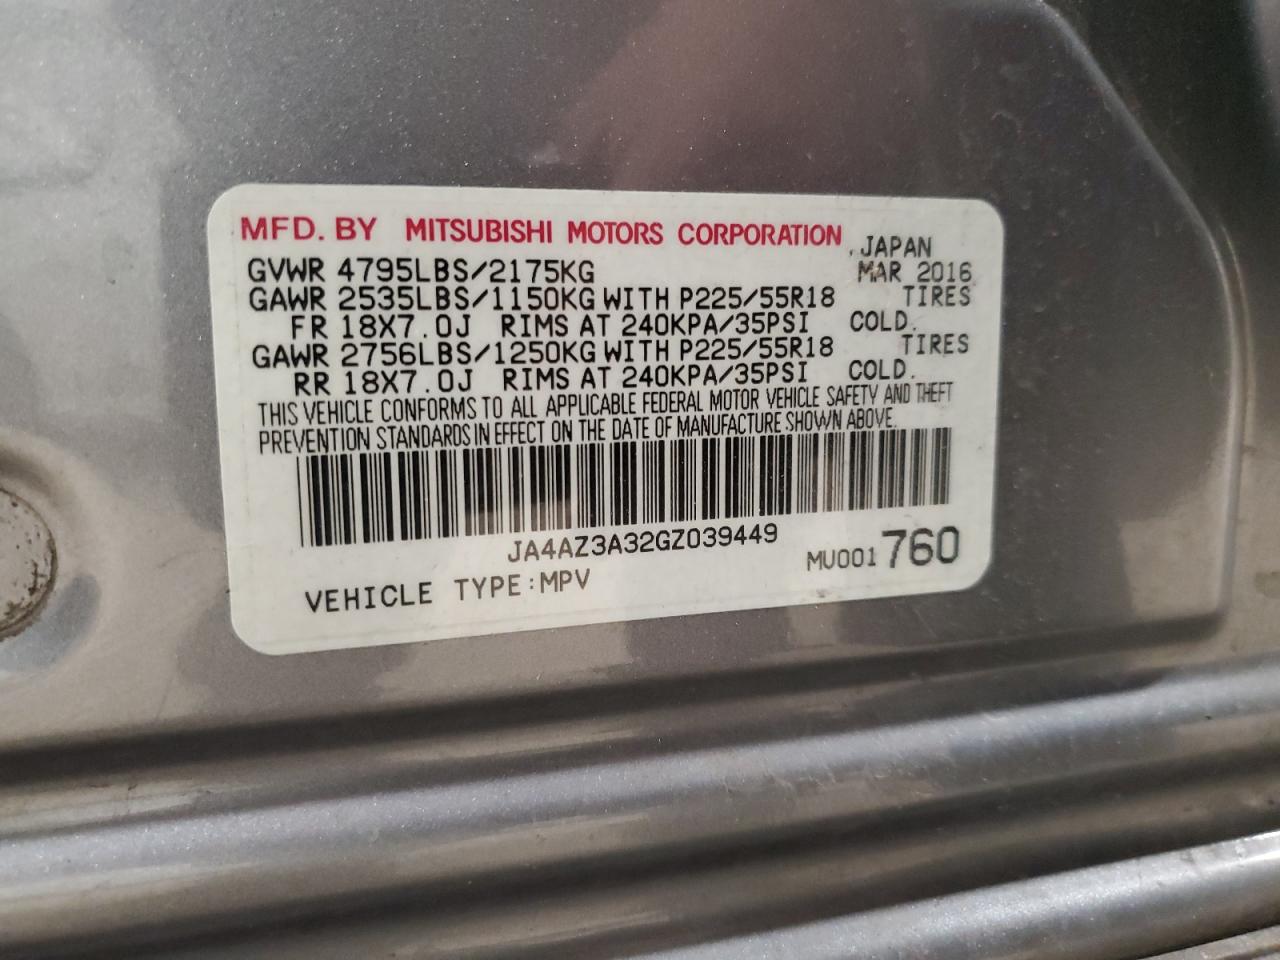 MFD. BY MITSUBISHI MOTORS CORPORATION
JAPAN
GVWR 4795LBS/2175KG MAR 2016
GAWR 2535LBS/1150KG WITH P225/55R18 TIRES
FR 18X7.0J RIMS AT 240KPA/35PSI COLD.
GAWR 2756LBS/1250KG WITH P225/55R18 TIRES
RR 18X7.0J RIMS AT 240KPA/35PSI COLD.
THIS VEHICLE CONFORMS TO ALL APPLICABLE FEDERAL MOTOR VEHICLE SAFETY AND THEFT
PREVENTION STANDARDS IN EFFECT ON THE DATE OF MANUFACTURE SHOWN ABOVE.
JA4AZ3A32GZ039449
MU001760
VEHICLE TYPE:MPV